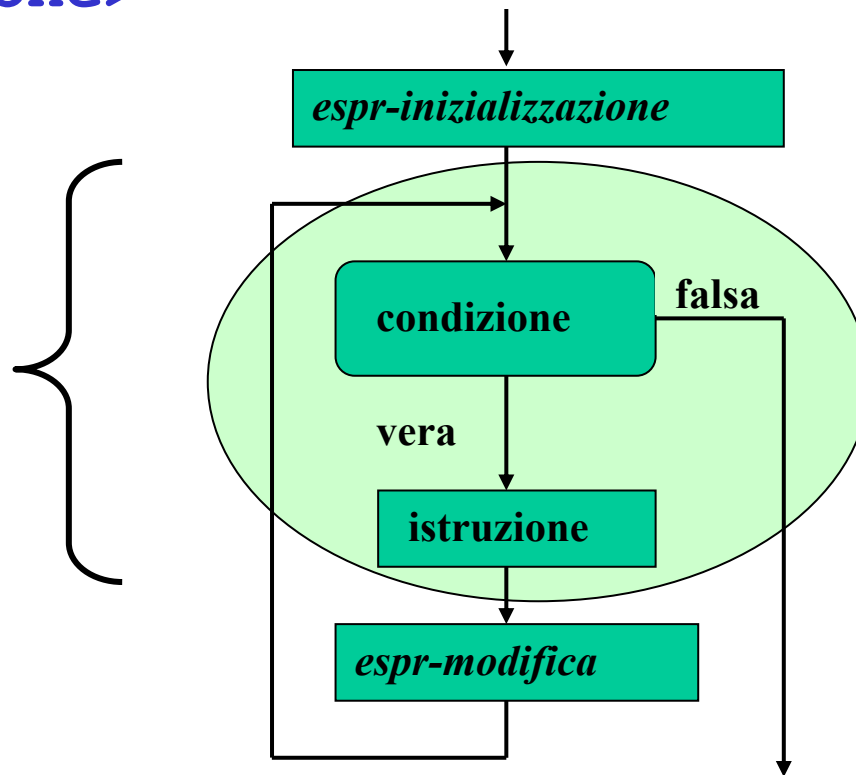 espr-inizializzazione
condizione
falsa
vera
istruzione
espr-modifica